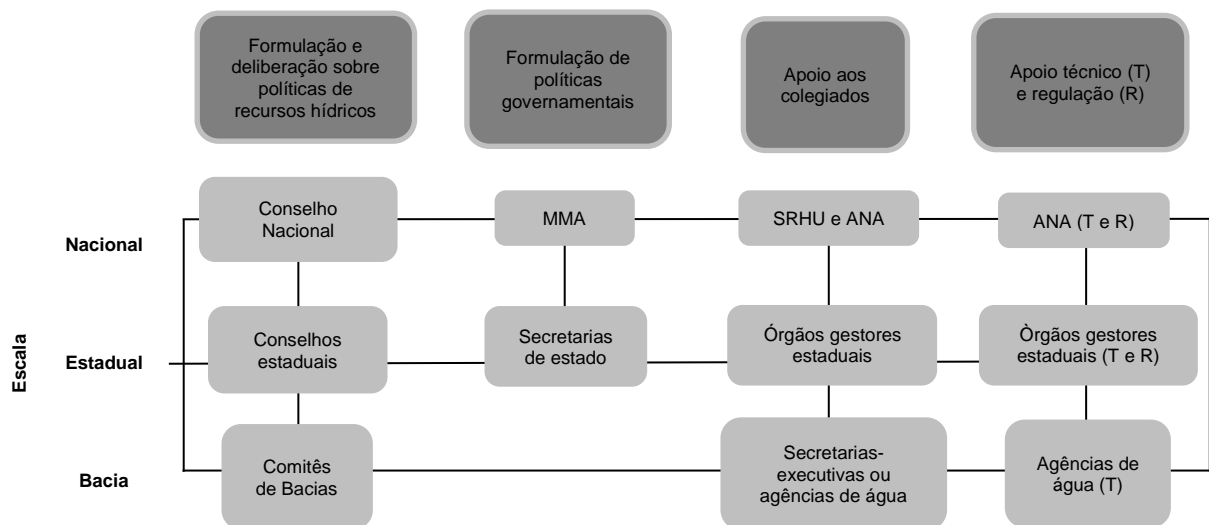 Formulação e
deliberação sobre
políticas de
recursos hídricos
Formulação de
políticas
governamentais
Apoio aos
colegiados
Apoio técnico (T)
e regulação (R)
Escala
Nacional
Conselho
Nacional
MMA
SRHU e ANA
ANA (T e R)
Estadual
Conselhos
estaduais
Secretarias
de estado
Órgãos gestores
estaduais
Òrgãos gestores
estaduais (T e R)
Bacia
Comitês
de Bacias
Secretarias-
executivas ou
agências de água
Agências de
água (T)